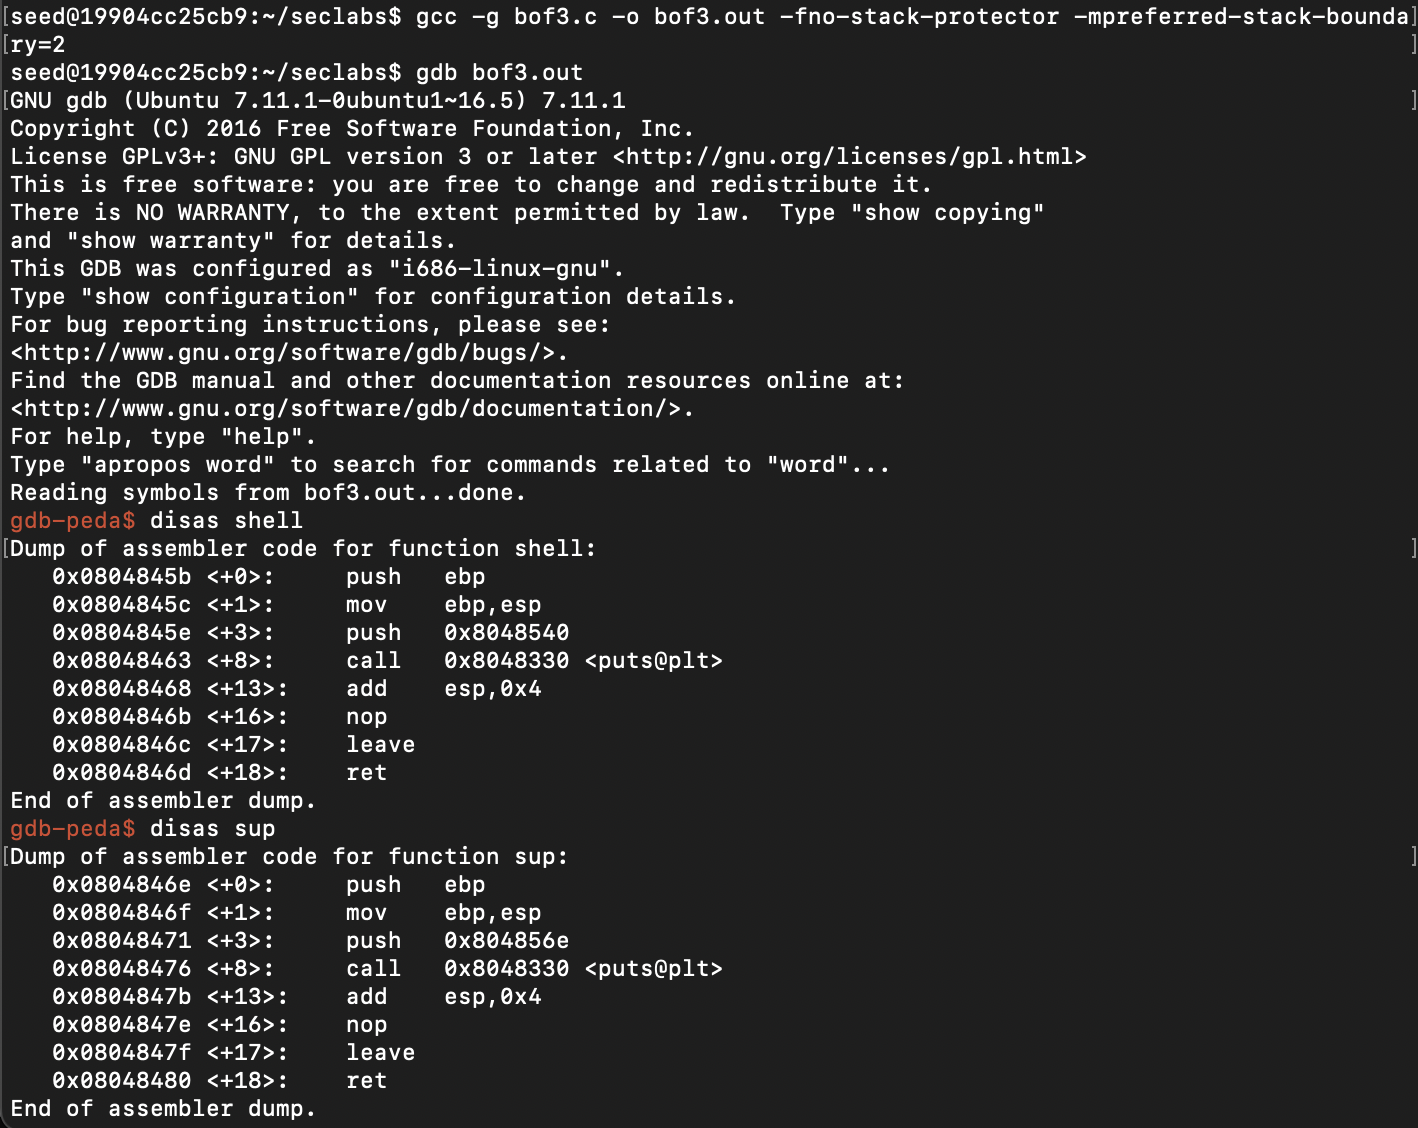 [seed@19904cc25cb9:~/seclabs$ gcc -g bof3.c -o bof3.out -fno-stack-protector -mpreferred-stack-bounda]
[ry=2 ]
seed@19904cc25cb9:~/seclabs$ gdb bof3.out
[GNU gdb (Ubuntu 7.11.1-0ubuntu1~16.5) 7.11.1 ]
Copyright (C) 2016 Free Software Foundation, Inc.
License GPLv3+: GNU GPL version 3 or later <http://gnu.org/licenses/gpl.html>
This is free software: you are free to change and redistribute it.
There is NO WARRANTY, to the extent permitted by law.  Type "show copying"
and "show warranty" for details.
This GDB was configured as "i686-linux-gnu".
Type "show configuration" for configuration details.
For bug reporting instructions, please see:
<http://www.gnu.org/software/gdb/bugs/>.
Find the GDB manual and other documentation resources online at:
<http://www.gnu.org/software/gdb/documentation/>.
For help, type "help".
Type "apropos word" to search for commands related to "word"...
Reading symbols from bof3.out...done.
gdb-peda$ disas shell
[Dump of assembler code for function shell: ]
   0x0804845b <+0>:     push   ebp
   0x0804845c <+1>:     mov    ebp,esp
   0x0804845e <+3>:     push   0x8048540
   0x08048463 <+8>:     call   0x8048330 <puts@plt>
   0x08048468 <+13>:    add    esp,0x4
   0x0804846b <+16>:    nop
   0x0804846c <+17>:    leave
   0x0804846d <+18>:    ret
End of assembler dump.
gdb-peda$ disas sup
[Dump of assembler code for function sup: ]
   0x0804846e <+0>:     push   ebp
   0x0804846f <+1>:     mov    ebp,esp
   0x08048471 <+3>:     push   0x804856e
   0x08048476 <+8>:     call   0x8048330 <puts@plt>
   0x0804847b <+13>:    add    esp,0x4
   0x0804847e <+16>:    nop
   0x0804847f <+17>:    leave
   0x08048480 <+18>:    ret
End of assembler dump.